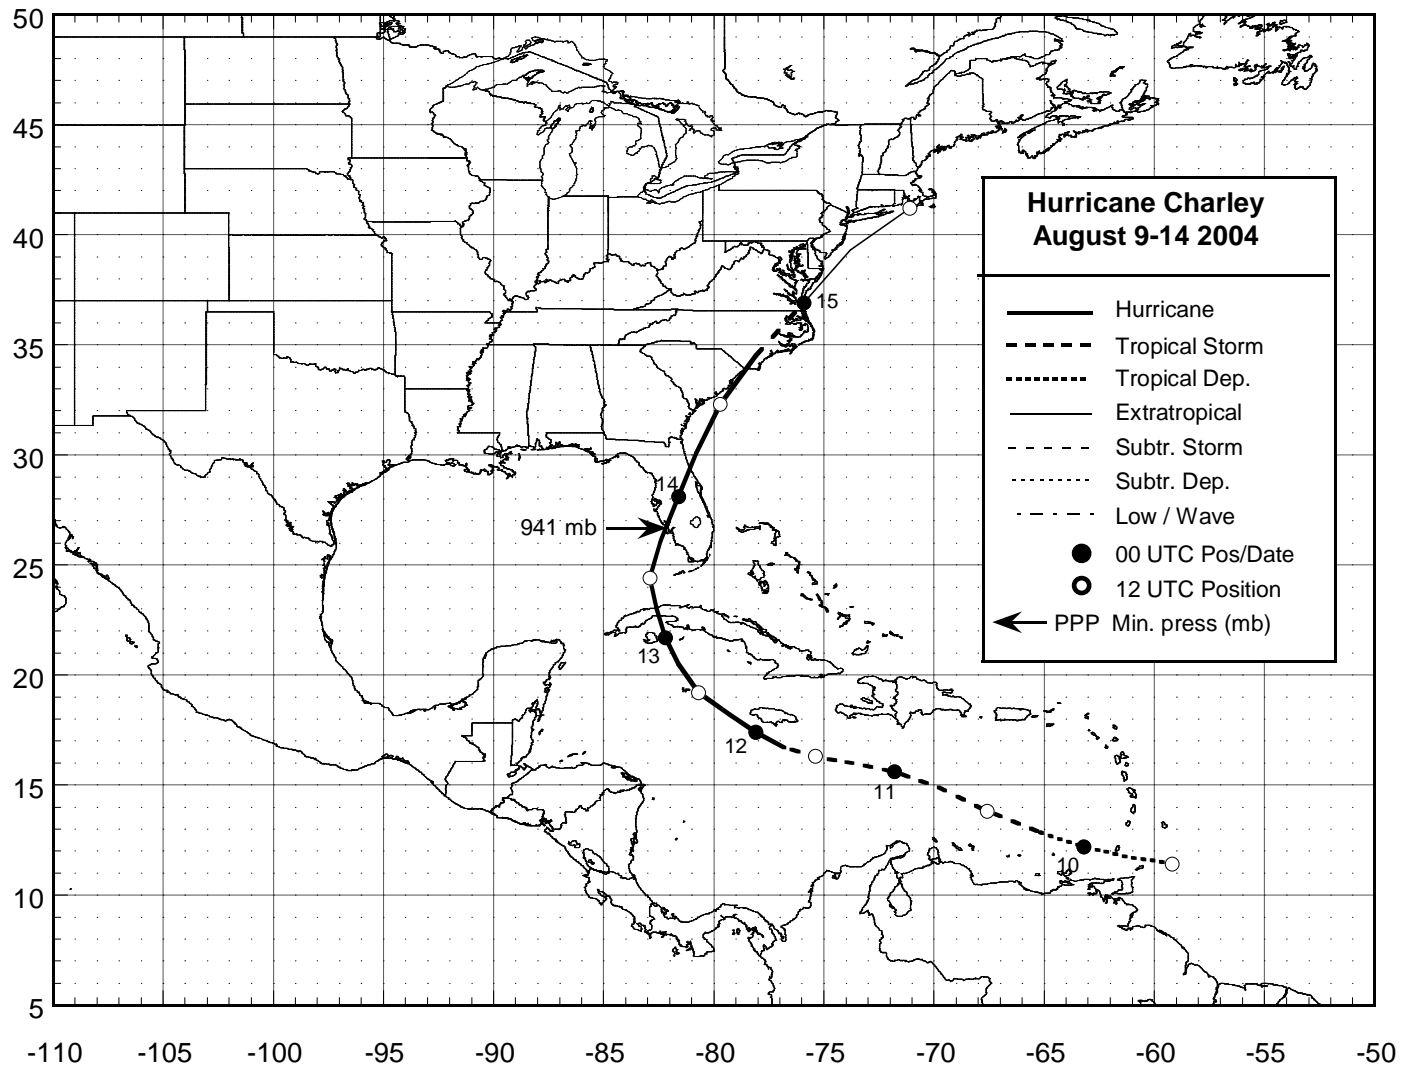 50
45
40
35
30
25
20
15
10
5
-110 -105 -100 -95 -90 -85 -80 -75 -70 -65 -60 -55 -50
Hurricane Charley
August 9-14 2004
Hurricane
Tropical Storm
Tropical Dep.
Extratropical
Subtr. Storm
Subtr. Dep.
Low / Wave
00 UTC Pos/Date
12 UTC Position
PPP Min. press (mb)
15
14
941 mb
13
12
11
10